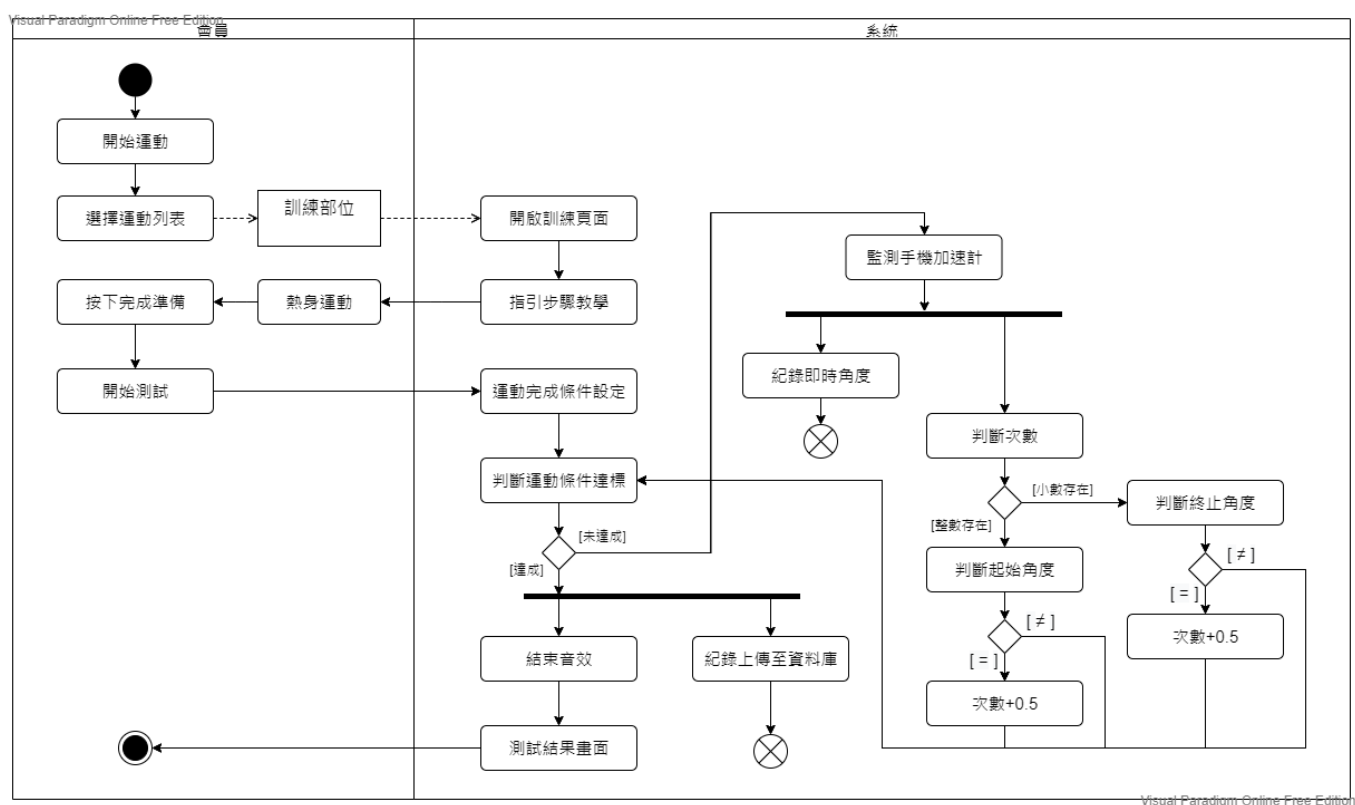 Visual Paradigm Online Free Edition
會員
系統
開始運動
選擇運動列表
訓練部位
開啟訓練頁面
監測手機加速計
按下完成準備
熱身運動
指引步驟教學
紀錄即時角度
開始測試
運動完成條件設定
判斷次數
判斷運動條件達標
[小數存在]
判斷終止角度
[整數存在]
[未達成]
[達成]
判斷起始角度
[ ≠ ]
[ = ]
次數+0.5
[ ≠ ]
[ = ]
結束音效
紀錄上傳至資料庫
次數+0.5
測試結果畫面
Visual Paradigm Online Free Edition